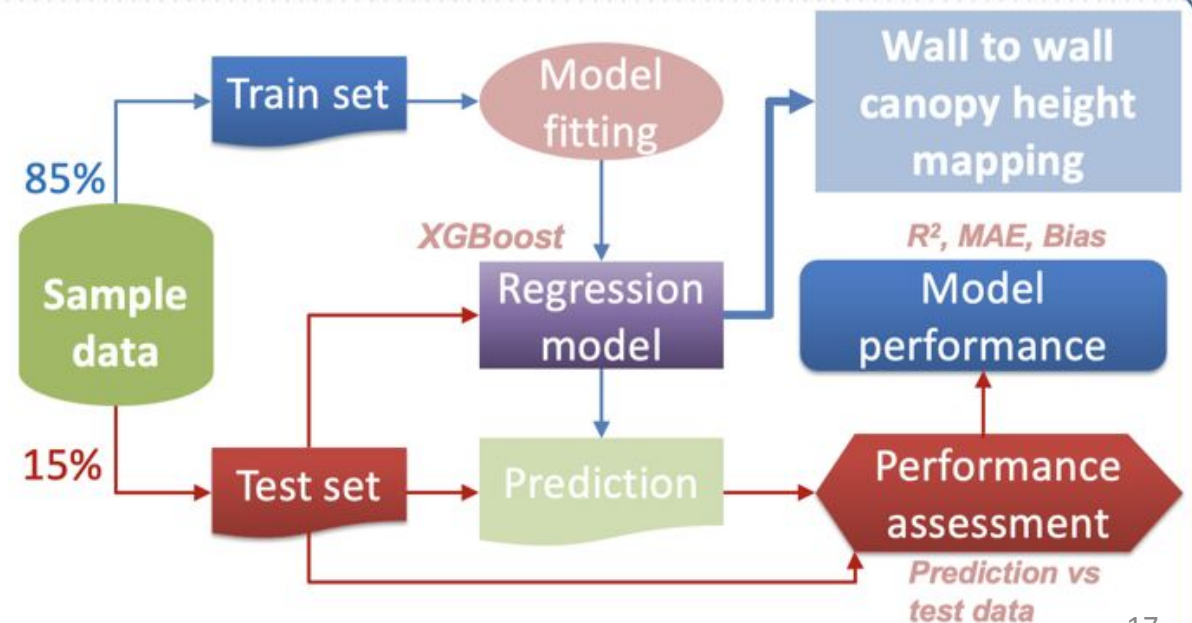 Train set
Model
fitting
Wall to wall
canopy height
mapping
85%
XGBoost
R², MAE, Bias
Sample
data
Regression
model
Model
performance
15%
Test set
Prediction
Performance
assessment
Prediction vs
test data
17